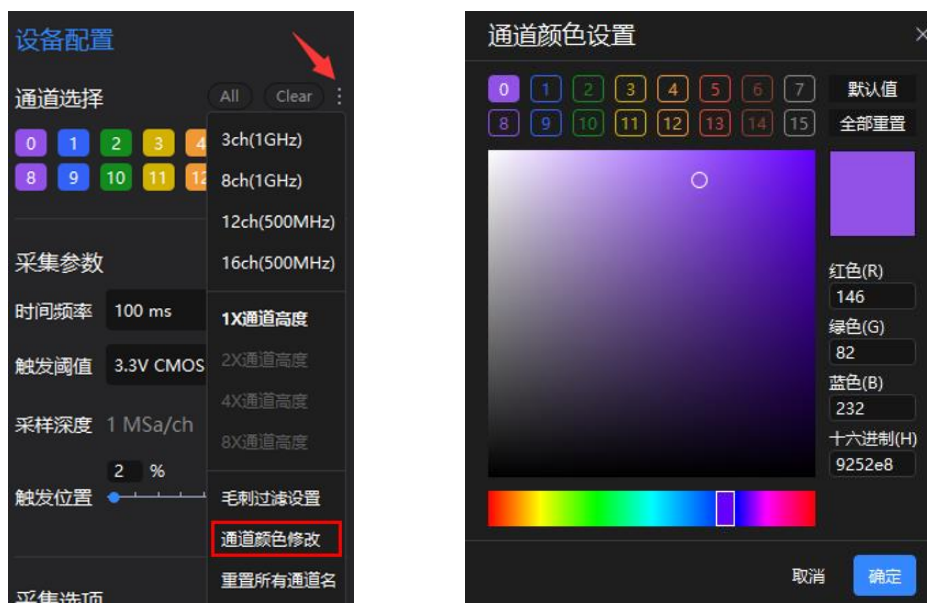 设备配置
通道选择
All
Clear
0 1 2 3 4
8 9 10 11 12
3ch(1GHz)
8ch(1GHz)
12ch(500MHz)
16ch(500MHz)
采集参数
时间频率 100 ms
1X通道高度
触发阈值 3.3V CMOS
2X通道高度
4X通道高度
采样深度 1 MSa/ch
8X通道高度
2 %
触发位置
毛刺过滤设置
通道颜色修改
重置所有通道名
采集选项
通道颜色设置
0 1 2 3 4 5 6 7
默认值
8 9 10 11 12 13 14 15
全部重置
红色(R)
146
绿色(G)
82
蓝色(B)
232
十六进制(H)
9252e8
取消
确定